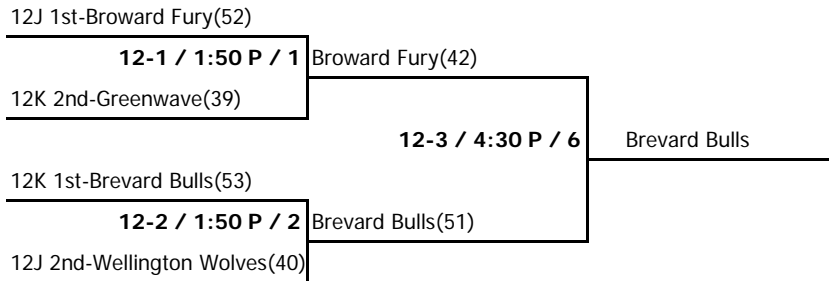 12J 1st-Broward Fury(52)
12-1 / 1:50 P / 1
Broward Fury(42)
12K 2nd-Greenwave(39)
12-3 / 4:30 P / 6
Brevard Bulls
12K 1st-Brevard Bulls(53)
12-2 / 1:50 P / 2
Brevard Bulls(51)
12J 2nd-Wellington Wolves(40)